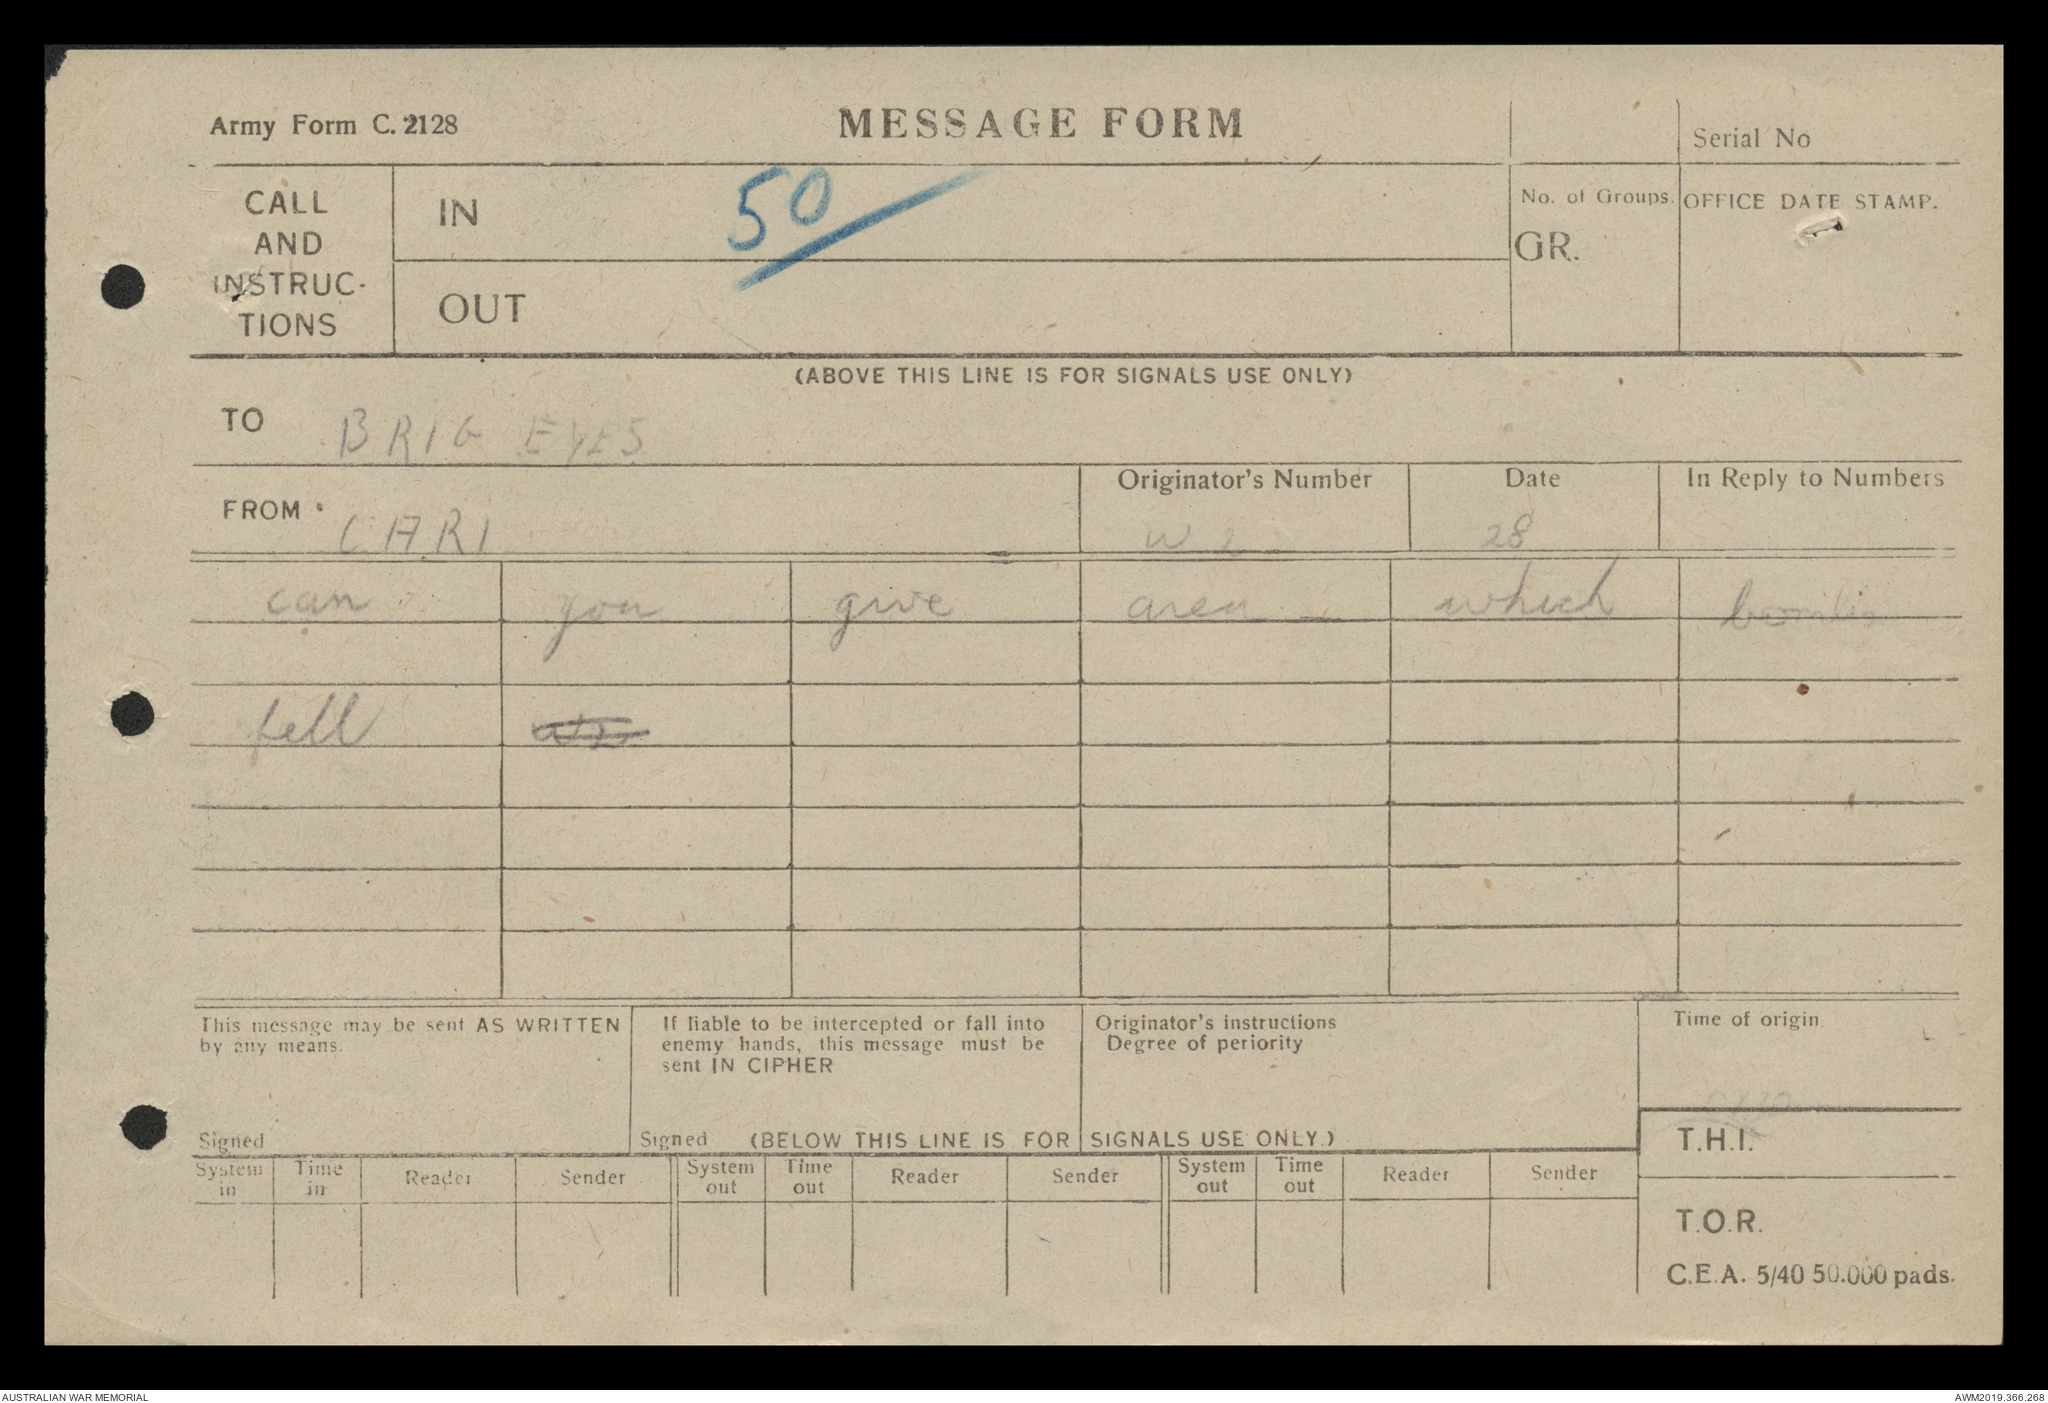 Army Form C. 2128
MESSAGE FORM
Serial No
CALL
AND
INSTRUC-
TIONS
IN
50
OUT
No. of Groups.
GR.
OFFICE DATE STAMP.
(ABOVE THIS LINE IS FOR SIGNALS USE ONLY)
TO BRIG EYES
FROM CARI
Originator's Number
W 2
Date
28
In Reply to Numbers
can you give area which bombs
fell
This message may be sent AS WRITTEN
by any means.
Signed
If liable to be intercepted or fall into
enemy hands, this message must be
sent IN CIPHER
Signed
Originator's instructions
Degree of periority
Time of origin
(BELOW THIS LINE IS FOR SIGNALS USE ONLY.)
T.H.I.
T.O.R.
System in
Time in
Reader
Sender
System out
Time out
Reader
Sender
System out
Time out
Reader
Sender
C.E.A. 5/40 50.000 pads.
AUSTRALIAN WAR MEMORIAL
AWM2019.366.268